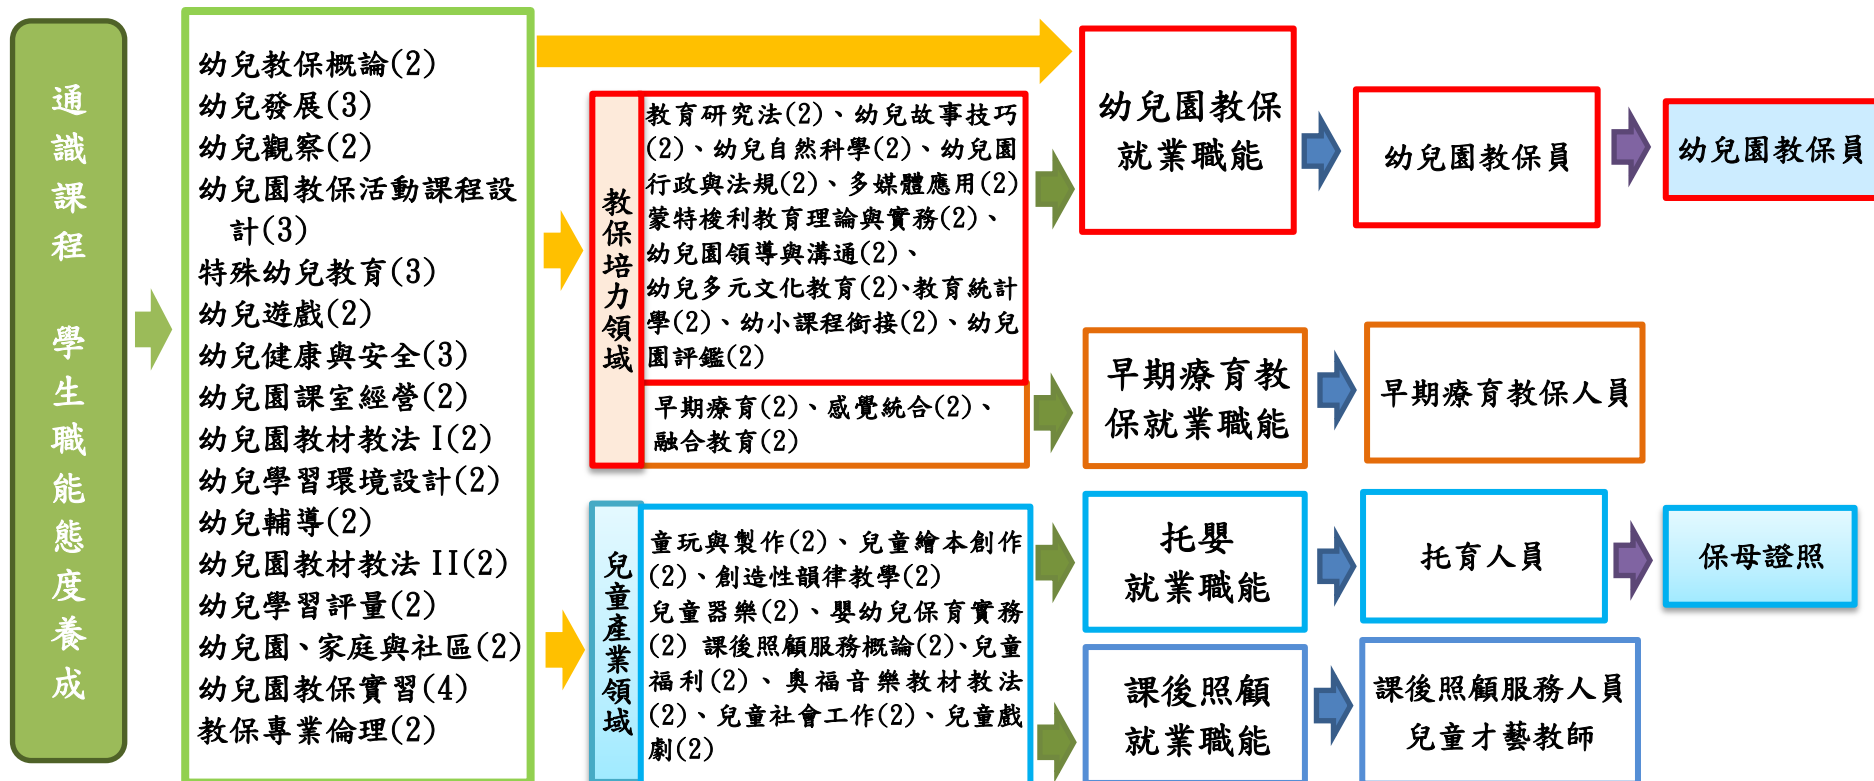 通識課程 學生職能態度養成
幼兒教保概論(2)
幼兒發展(3)
幼兒觀察(2)
幼兒園教保活動課程設
計(3)
特殊幼兒教育(3)
幼兒遊戲(2)
幼兒健康與安全(3)
幼兒園課室經營(2)
幼兒園教材教法 I(2)
幼兒學習環境設計(2)
幼兒輔導(2)
幼兒園教材教法 II(2)
幼兒學習評量(2)
幼兒園、家庭與社區(2)
幼兒園教保實習(4)
教保專業倫理(2)
教保培力領域
教育研究法(2)、幼兒故事技巧
(2)、幼兒自然科學(2)、幼兒園
行政與法規(2)、多媒體應用(2)
蒙特梭利教育理論與實務(2)、
幼兒園領導與溝通(2)、
幼兒多元文化教育(2)、教育統計
學(2)、幼小課程銜接(2)、幼兒
園評鑑(2)
早期療育(2)、感覺統合(2)、
融合教育(2)
兒童產業領域
童玩與製作(2)、兒童繪本創作
(2)、創造性韻律教學(2)
兒童器樂(2)、嬰幼兒保育實務
(2) 課後照顧服務概論(2)、兒童
福利(2)、奧福音樂教材教法
(2)、兒童社會工作(2)、兒童戲
劇(2)
幼兒園教保
就業職能
幼兒園教保員
幼兒園教保員
早期療育教
保就業職能
早期療育教保人員
托嬰
就業職能
托育人員
保母證照
課後照顧
就業職能
課後照顧服務人員
兒童才藝教師